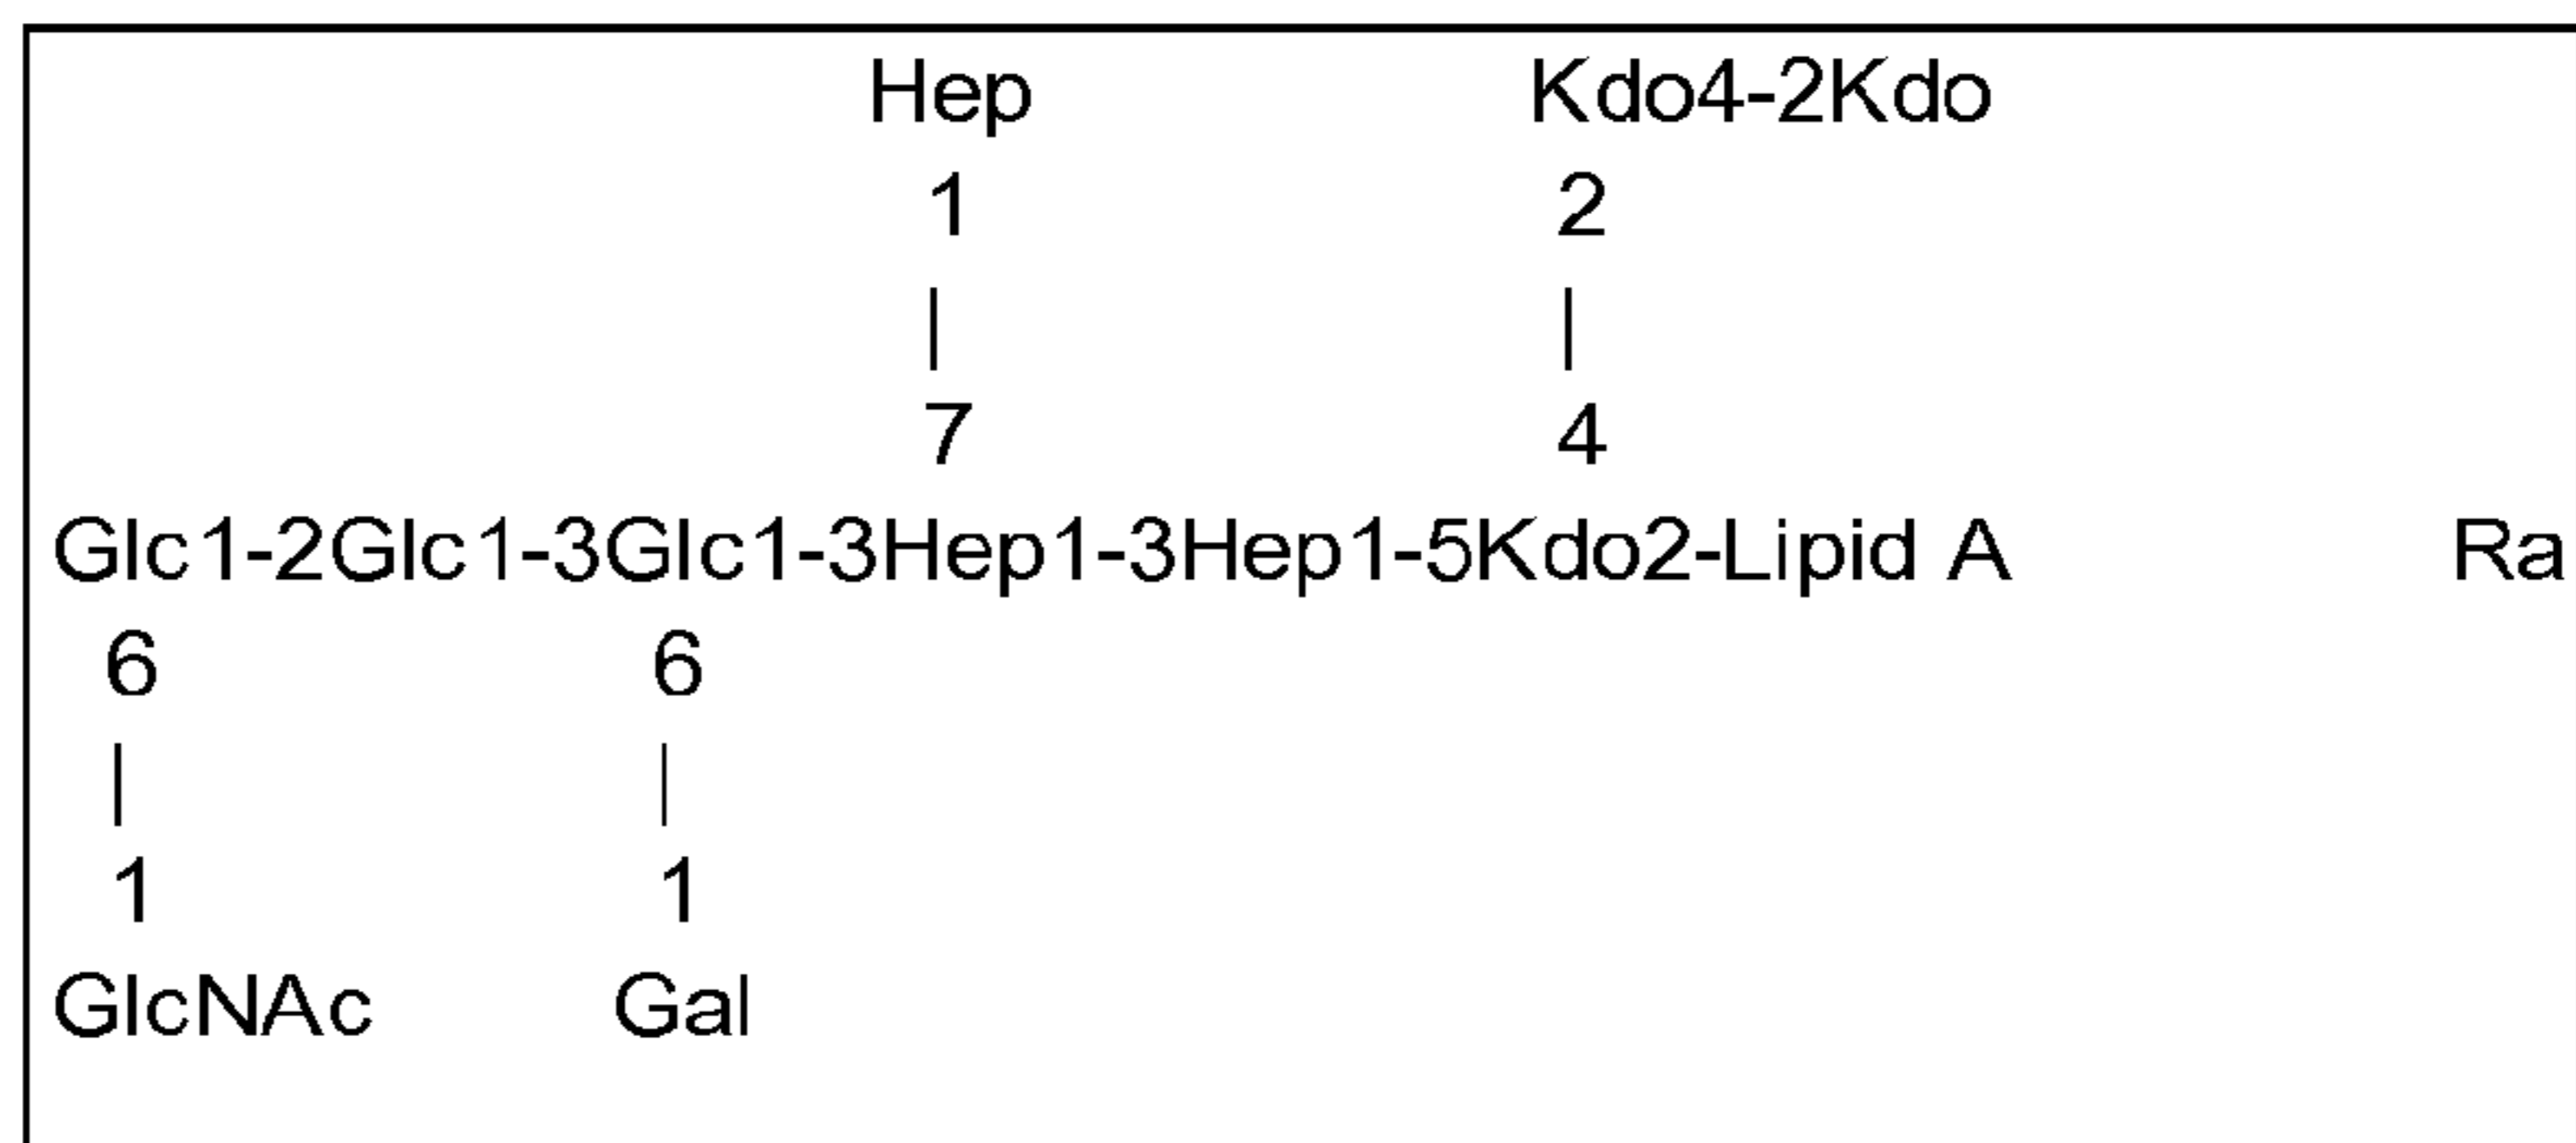 Hep Kdo4-2Kdo
1 2
| |
7 4
Glc1-2Glc1-3Glc1-3Hep1-3Hep1-5Kdo2-Lipid A Ra
6 6
| |
1 1
GlcNAc Gal